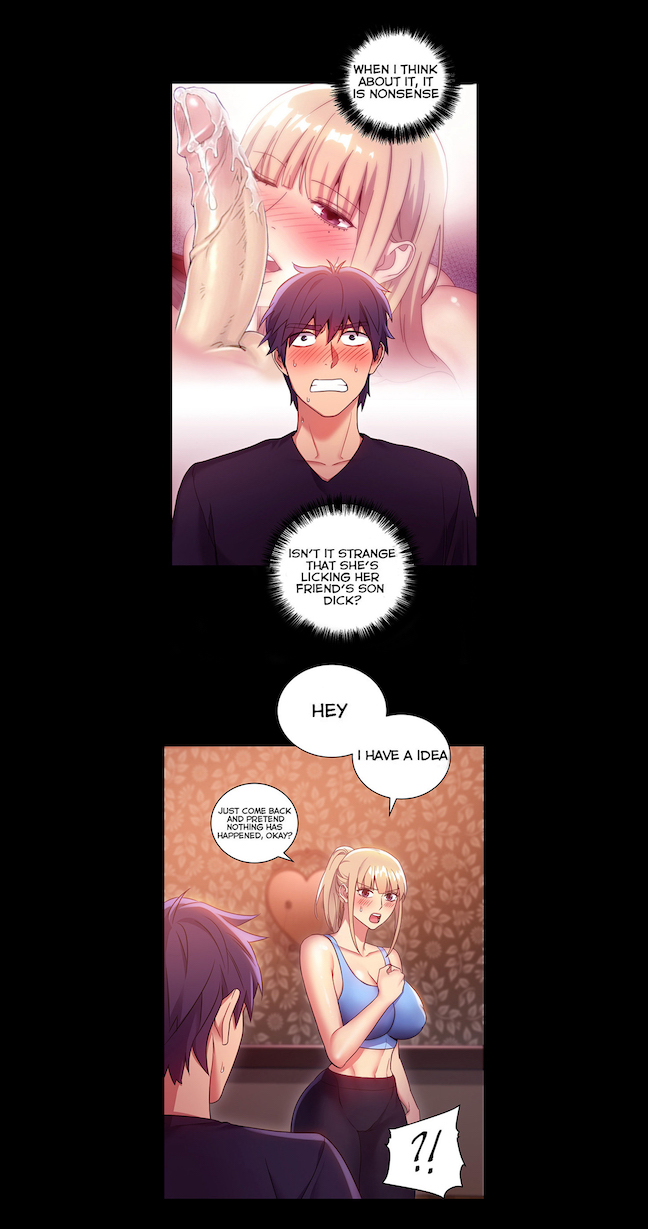 WHEN I THINK
ABOUT IT, IT
IS NONSENSE
ISN'T IT STRANGE
THAT SHE'S
LICKING HER
FRIEND'S SON
DICK?
HEY
I HAVE A IDEA
JUST COME BACK
AND PRETEND
NOTHING HAS
HAPPENED, OKAY?
?!